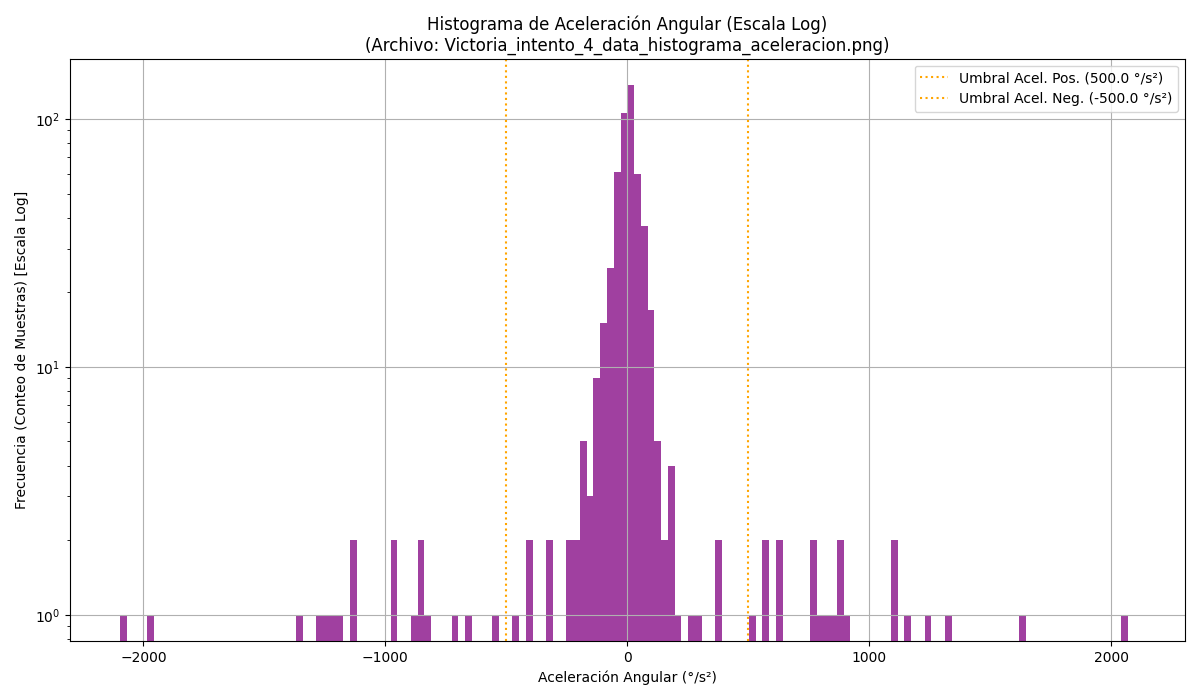 Histograma de Aceleración Angular (Escala Log)
(Archivo: Victoria_intento_4_data_histograma_aceleracion.png)
Umbral Acel. Pos. (500.0 °/s²)
Umbral Acel. Neg. (-500.0 °/s²)
Frecuencia (Conteo de Muestras) [Escala Log]
10²
10¹
10⁰
−2000 −1000 0 1000 2000
Aceleración Angular (°/s²)